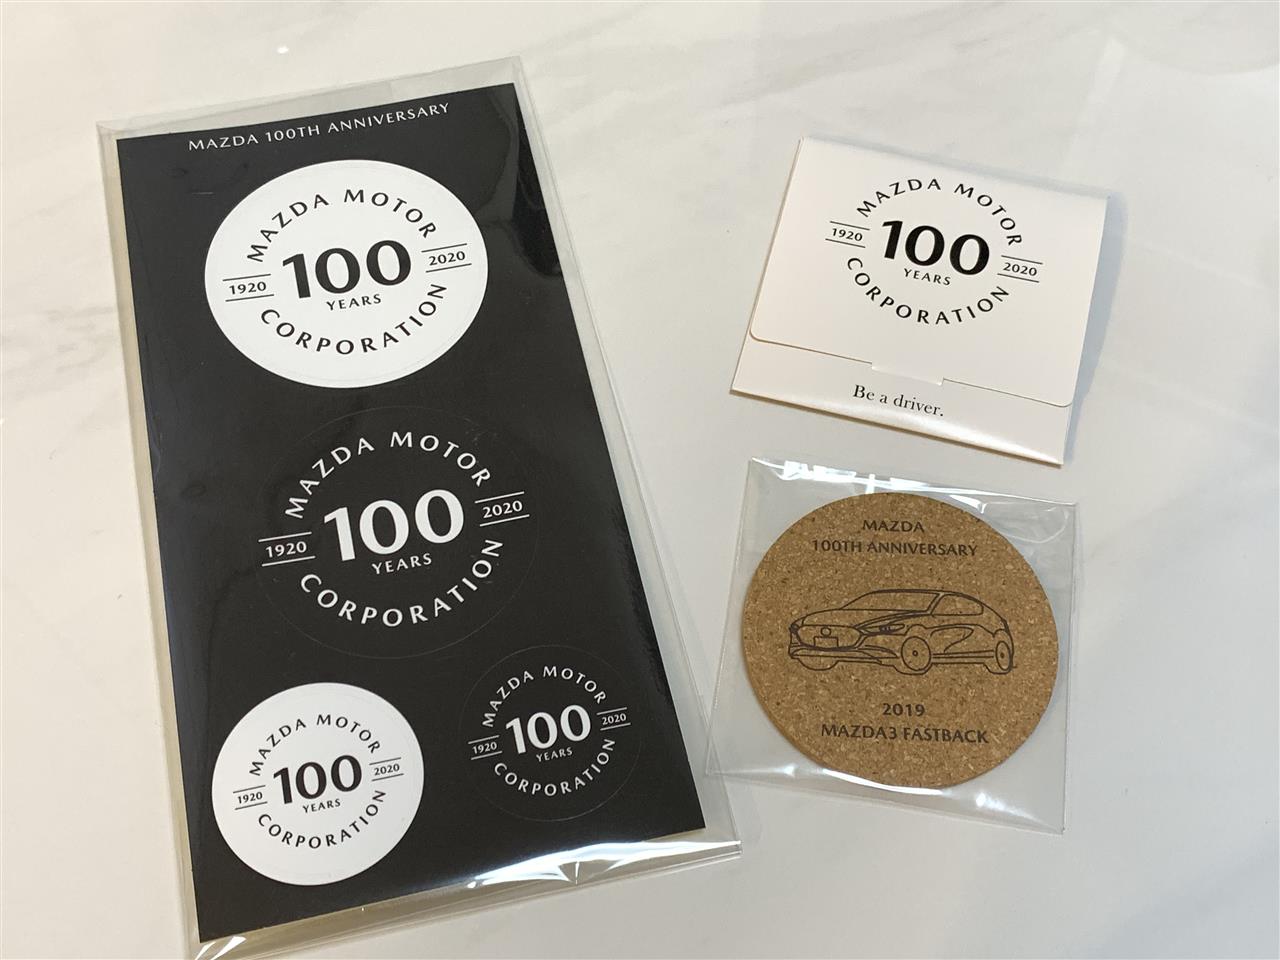 MAZDA 100TH ANNIVERSARY
MAZDA MOTOR
1920
100
2020
YEARS
CORPORATION
MAZDA MOTOR
1920
100
2020
YEARS
CORPORATION
MAZDA MOTOR
1920
100
2020
YEARS
CORPORATION
MAZDA MOTOR
1920
100
2020
YEARS
CORPORATION
MAZDA MOTOR
1920
100
2020
YEARS
CORPORATION
Be a driver.
MAZDA
100TH ANNIVERSARY
2019
MAZDA3 FASTBACK